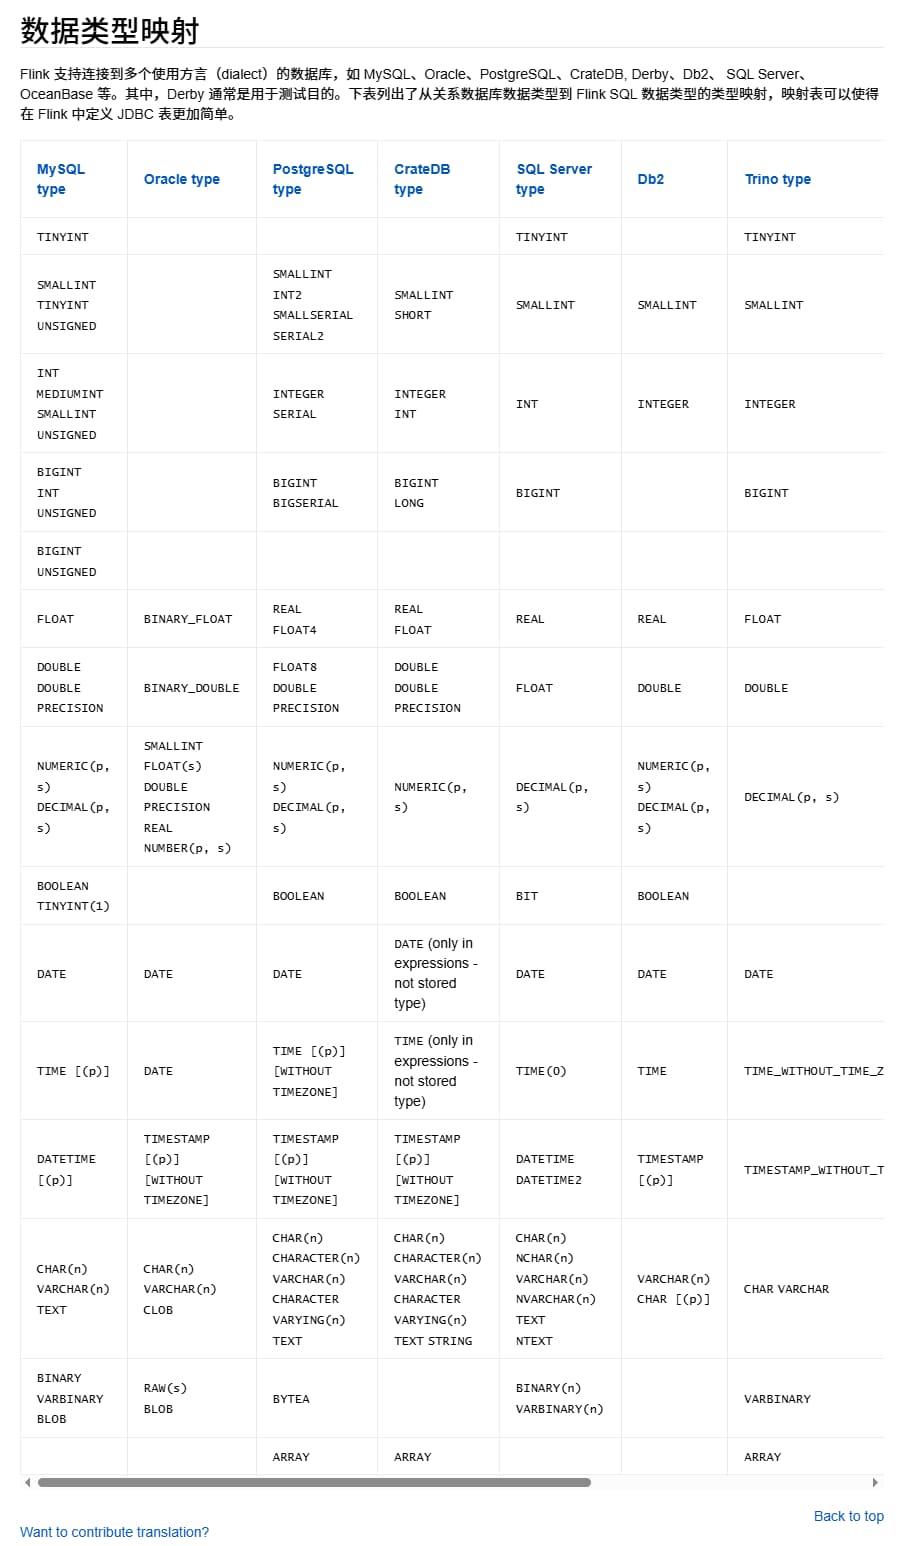 数据类型映射
Flink 支持连接到多个使用方言（dialect）的数据库，如 MySQL、Oracle、PostgreSQL、CrateDB, Derby、Db2、 SQL Server、
OceanBase 等。其中，Derby 通常是用于测试目的。下表列出了从关系数据库数据类型到 Flink SQL 数据类型的类型映射，映射表可以使得
在 Flink 中定义 JDBC 表更加简单。
MySQL
type
Oracle type
PostgreSQL
type
CrateDB
type
SQL Server
type
Db2
Trino type
TINYINT
TINYINT
TINYINT
SMALLINT
TINYINT
UNSIGNED
SMALLINT
INT2
SMALLSERIAL
SERIAL2
SMALLINT
SHORT
SMALLINT
SMALLINT
SMALLINT
INT
MEDIUMINT
SMALLINT
UNSIGNED
INTEGER
SERIAL
INTEGER
INT
INT
INTEGER
INTEGER
BIGINT
INT
UNSIGNED
BIGINT
BIGSERIAL
BIGINT
LONG
BIGINT
BIGINT
BIGINT
UNSIGNED
FLOAT
BINARY_FLOAT
REAL
FLOAT4
REAL
FLOAT
REAL
REAL
FLOAT
DOUBLE
DOUBLE
PRECISION
BINARY_DOUBLE
FLOAT8
DOUBLE
PRECISION
DOUBLE
DOUBLE
PRECISION
FLOAT
DOUBLE
DOUBLE
NUMERIC(p,
s)
DECIMAL(p,
s)
SMALLINT
FLOAT(s)
DOUBLE
PRECISION
REAL
NUMBER(p, s)
NUMERIC(p,
s)
DECIMAL(p,
s)
NUMERIC(p,
s)
DECIMAL(p,
s)
NUMERIC(p,
s)
DECIMAL(p,
s)
DECIMAL(p, s)
BOOLEAN
TINYINT(1)
BOOLEAN
BOOLEAN
BIT
BOOLEAN
DATE
DATE
DATE
DATE (only in
expressions -
not stored
type)
DATE
DATE
DATE
TIME [(p)]
DATE
TIME [(p)]
[WITHOUT
TIMEZONE]
TIME (only in
expressions -
not stored
type)
TIME(0)
TIME
TIME_WITHOUT_TIME_Z
DATETIME
[(p)]
TIMESTAMP
[(p)]
[WITHOUT
TIMEZONE]
TIMESTAMP
[(p)]
[WITHOUT
TIMEZONE]
TIMESTAMP
[(p)]
[WITHOUT
TIMEZONE]
DATETIME
DATETIME2
TIMESTAMP
[(p)]
TIMESTAMP_WITHOUT_T
CHAR(n)
VARCHAR(n)
TEXT
CHAR(n)
VARCHAR(n)
CLOB
CHAR(n)
CHARACTER(n)
VARCHAR(n)
CHARACTER
VARYING(n)
TEXT
CHAR(n)
CHARACTER(n)
VARCHAR(n)
CHARACTER
VARYING(n)
TEXT STRING
CHAR(n)
NCHAR(n)
VARCHAR(n)
NVARCHAR(n)
TEXT
NTEXT
VARCHAR(n)
CHAR [(p)]
CHAR VARCHAR
BINARY
VARBINARY
BLOB
RAW(s)
BLOB
BYTEA
BINARY(n)
VARBINARY(n)
VARBINARY
ARRAY
ARRAY
ARRAY
Back to top
Want to contribute translation?